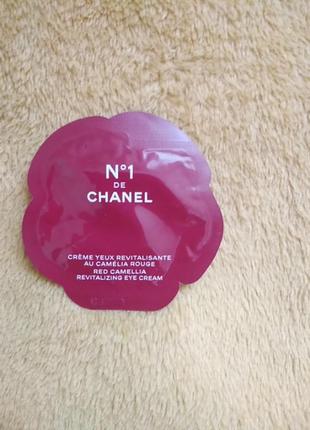 N°1
DE
CHANEL
CRÈME YEUX REVITALISANTE
AU CAMÉLIA ROUGE
RED CAMELLIA
REVITALIZING EYE CREAM